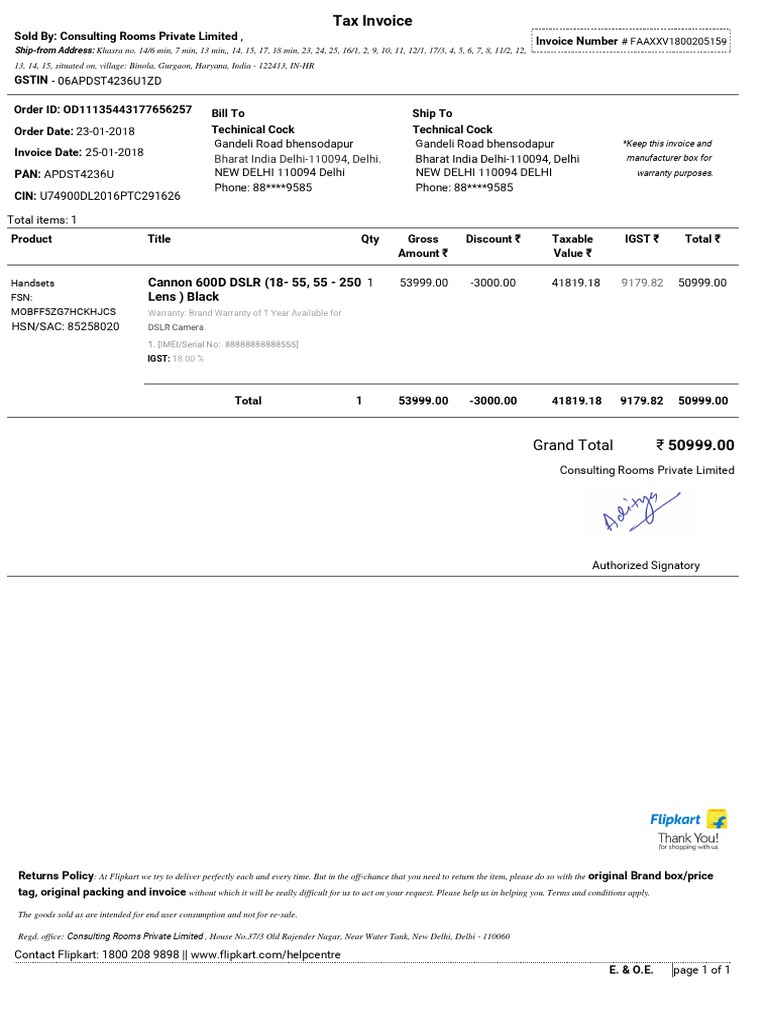 Tax Invoice
Sold By: Consulting Rooms Private Limited ,
Invoice Number # FAAXXV1800205159
Ship-from Address: Khasra no. 14/6 min, 7 min, 13 min,, 14, 15, 17, 18 min, 23, 24, 25, 16/1, 2, 9, 10, 11, 12/1, 17/3, 4, 5, 6, 7, 8, 11/2, 12,
13, 14, 15, situated on, village: Binola, Gurgaon, Haryana, India - 122413, IN-HR
GSTIN - 06APDST4236U1ZD
Order ID: OD11135443177656257
Order Date: 23-01-2018
Invoice Date: 25-01-2018
PAN: APDST4236U
CIN: U74900DL2016PTC291626
Bill To
Techinical Cock
Gandeli Road bhensodapur
Bharat India Delhi-110094, Delhi.
NEW DELHI 110094 Delhi
Phone: 88****9585
Ship To
Technical Cock
Gandeli Road bhensodapur
Bharat India Delhi-110094, Delhi
NEW DELHI 110094 DELHI
Phone: 88****9585
*Keep this invoice and
manufacturer box for
warranty purposes.
Total items: 1
Product Title Qty Gross Amount ₹ Discount ₹ Taxable Value ₹ IGST ₹ Total ₹
Handsets
FSN:
MOBFF5ZG7HCKHJCS
HSN/SAC: 85258020
Cannon 600D DSLR (18- 55, 55 - 250 1 53999.00 -3000.00 41819.18 9179.82 50999.00
Lens ) Black
Warranty: Brand Warranty of 1 Year Available for
DSLR Camera
1. [IMEI/Serial No: 88888888888555]
IGST: 18.00 %
Total 1 53999.00 -3000.00 41819.18 9179.82 50999.00
Grand Total ₹ 50999.00
Consulting Rooms Private Limited
Aditya
Authorized Signatory
Flipkart
Thank You!
for shopping with us
Returns Policy: At Flipkart we try to deliver perfectly each and every time. But in the off-chance that you need to return the item, please do so with the original Brand box/price
tag, original packing and invoice without which it will be really difficult for us to act on your request. Please help us in helping you. Terms and conditions apply.
The goods sold as are intended for end user consumption and not for re-sale.
Regd. office: Consulting Rooms Private Limited , House No.37/3 Old Rajender Nagar, Near Water Tank, New Delhi, Delhi - 110060
Contact Flipkart: 1800 208 9898 || www.flipkart.com/helpcentre
E. & O.E. page 1 of 1